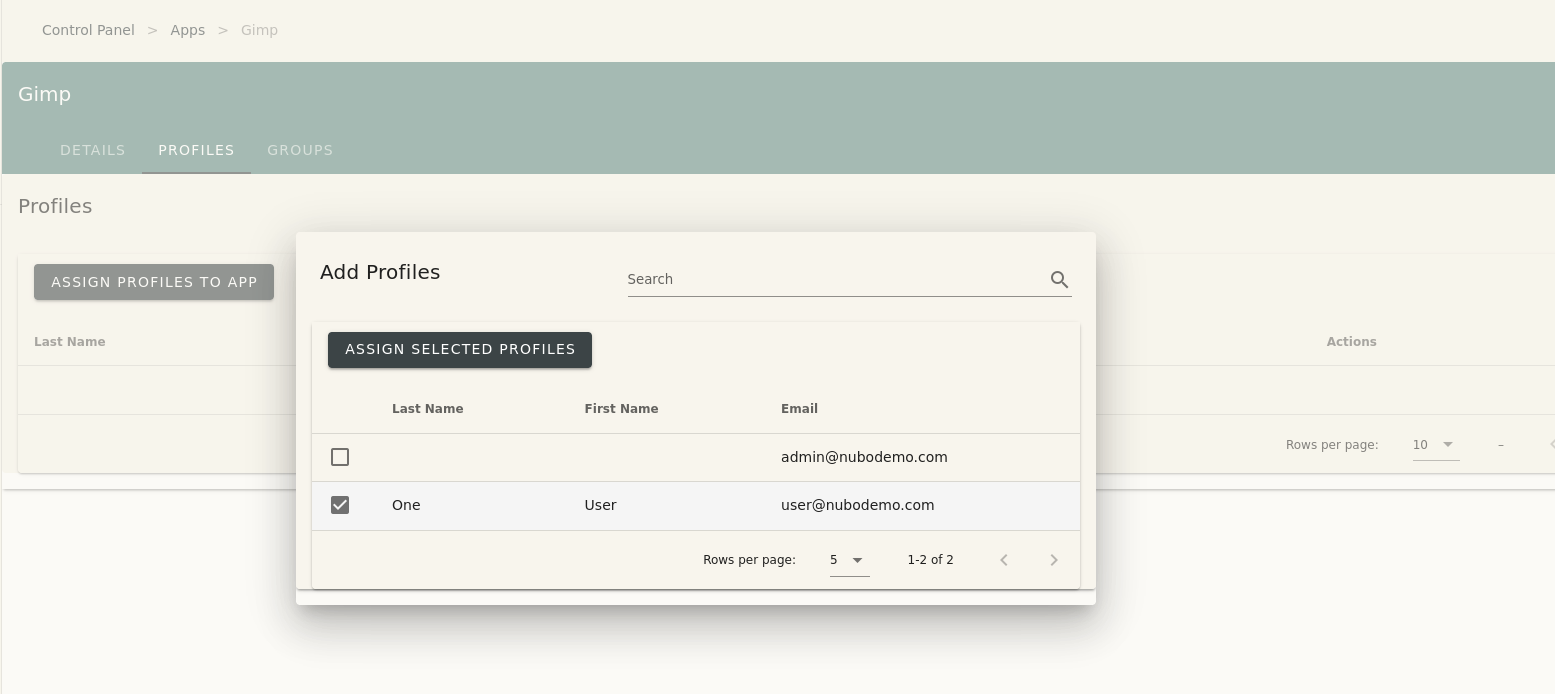 Control Panel > Apps > Gimp
Gimp
DETAILS PROFILES GROUPS
Profiles
ASSIGN PROFILES TO APP
Last Name Actions
Rows per page: 10 –
Add Profiles
Search
ASSIGN SELECTED PROFILES
Last Name First Name Email
admin@nubodemo.com
One User user@nubodemo.com
Rows per page: 5 1-2 of 2